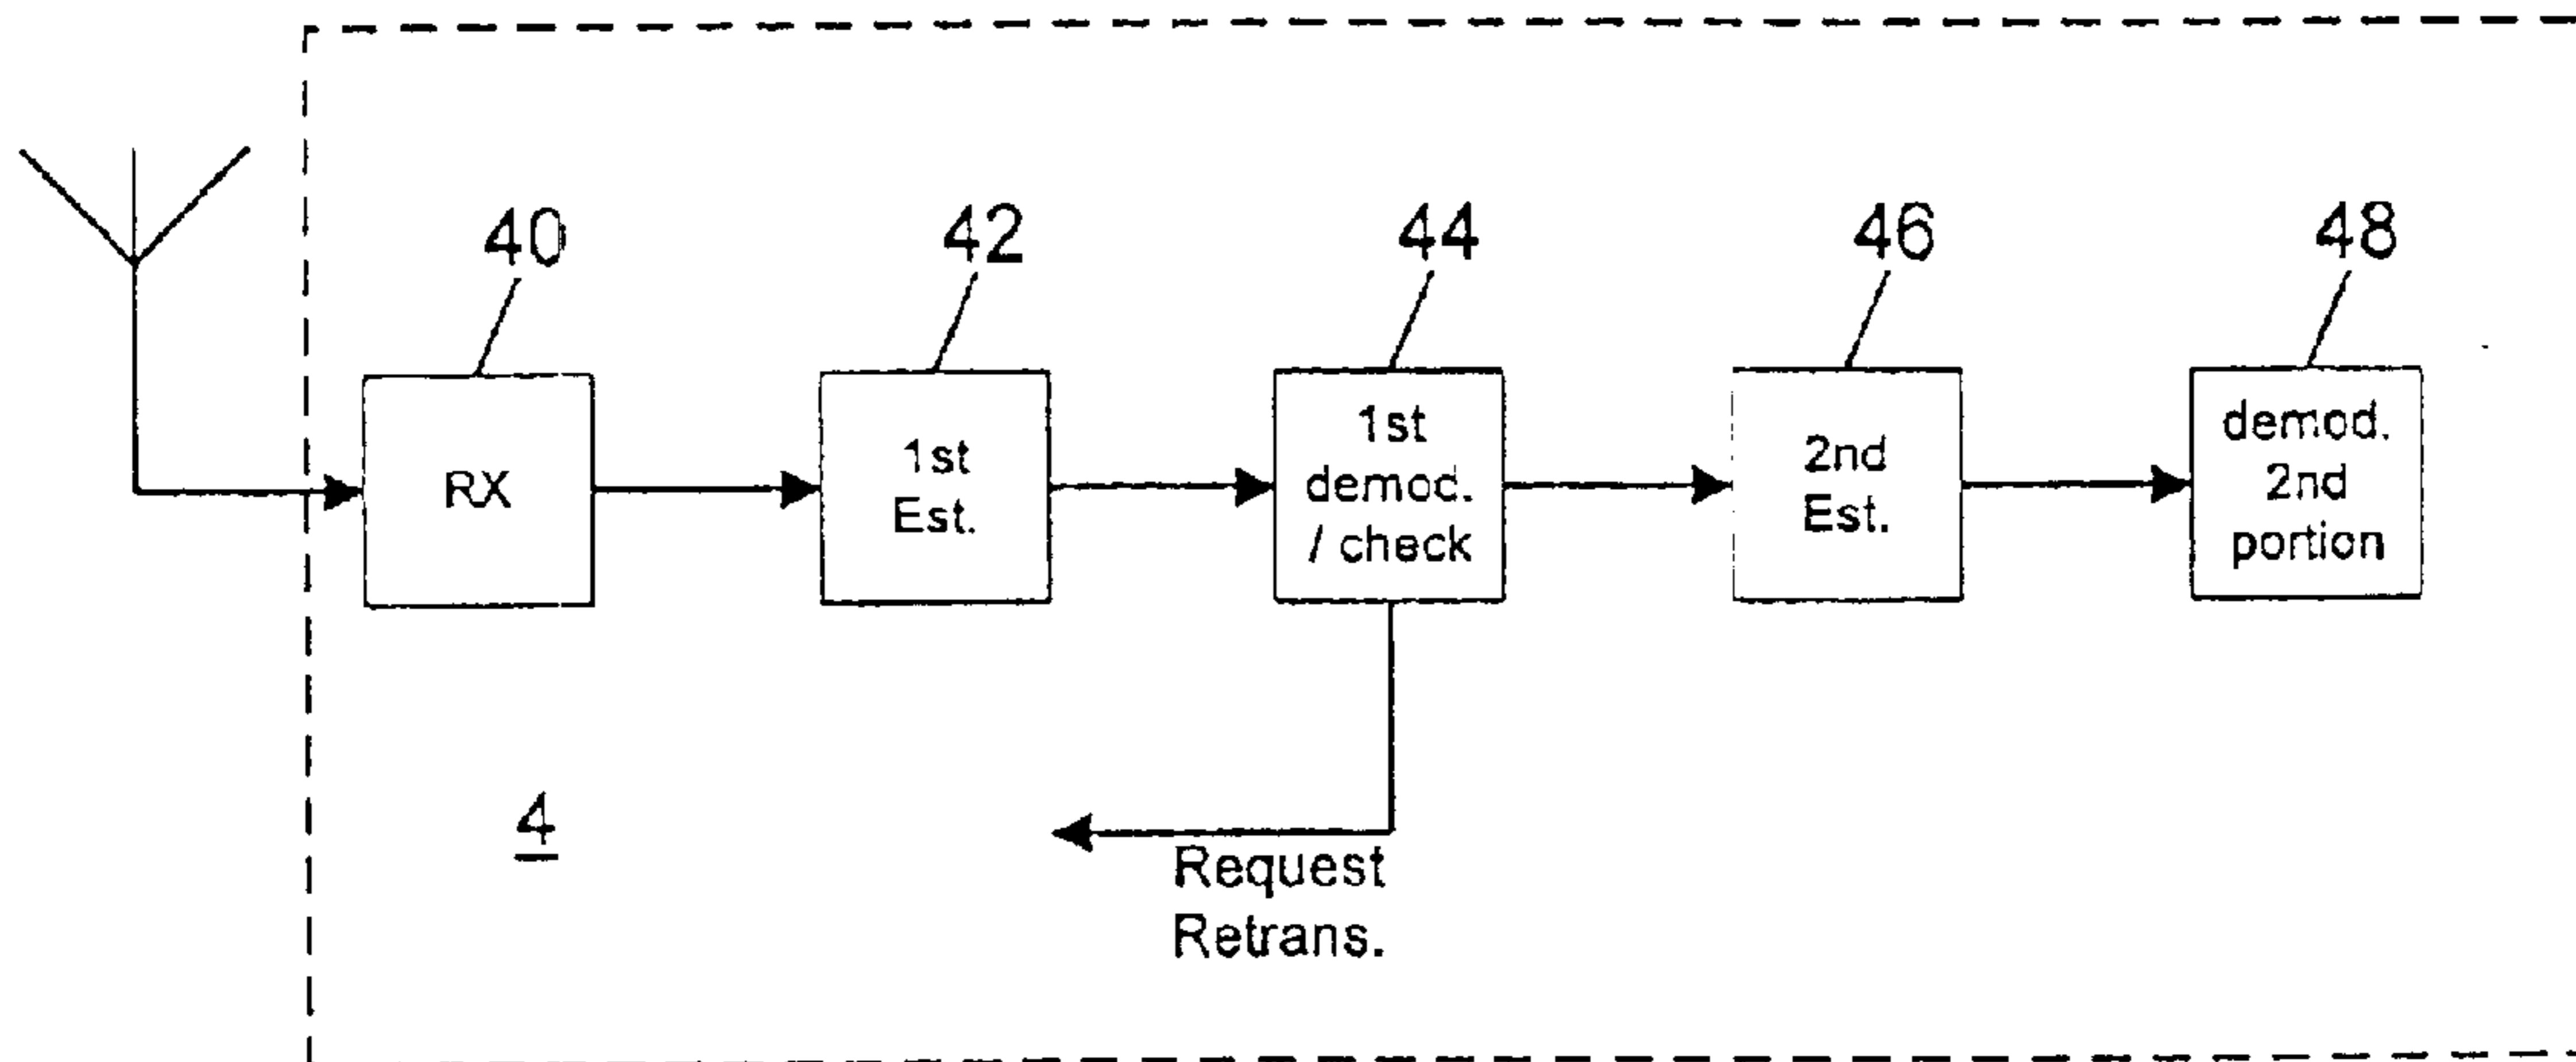 40
42
44
46
48
RX
1st
Est.
1st
demod.
/ check
2nd
Est.
demod.
2nd
portion
4
Request
Retrans.